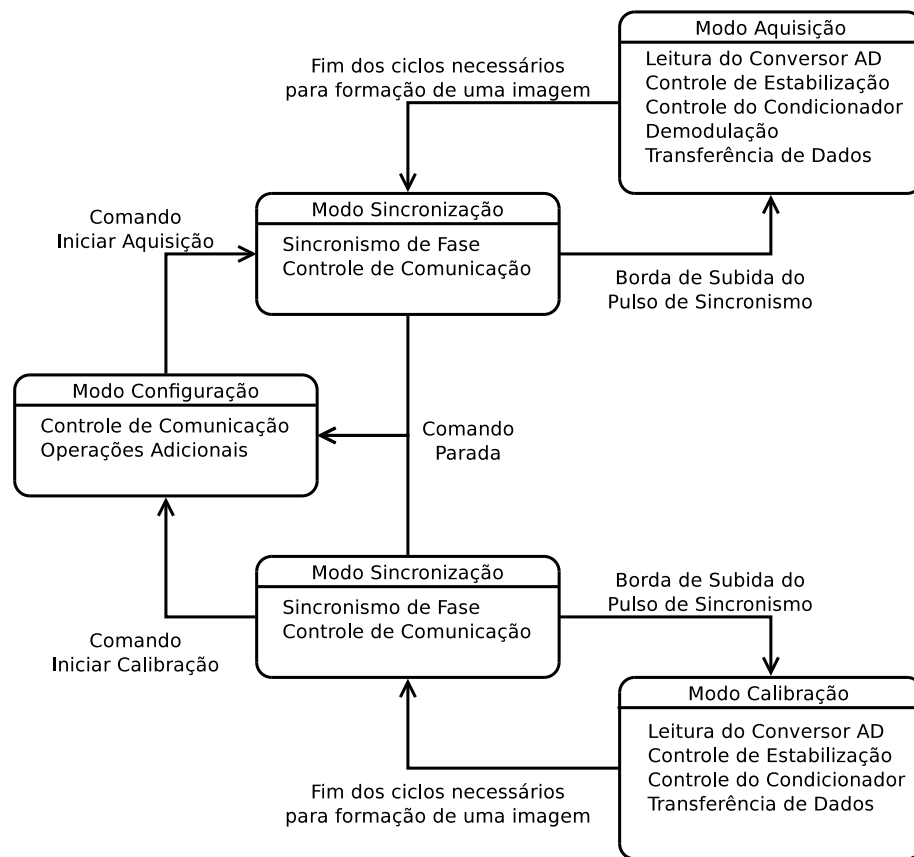 Modo Aquisição
Leitura do Conversor AD
Controle de Estabilização
Controle do Condicionador
Demodulação
Transferência de Dados
Fim dos ciclos necessários
para formação de uma imagem
Modo Sincronização
Sincronismo de Fase
Controle de Comunicação
Comando
Iniciar Aquisição
Borda de Subida do
Pulso de Sincronismo
Modo Configuração
Controle de Comunicação
Operações Adicionais
Comando
Parada
Modo Sincronização
Sincronismo de Fase
Controle de Comunicação
Borda de Subida do
Pulso de Sincronismo
Comando
Iniciar Calibração
Modo Calibração
Leitura do Conversor AD
Controle de Estabilização
Controle do Condicionador
Transferência de Dados
Fim dos ciclos necessários
para formação de uma imagem